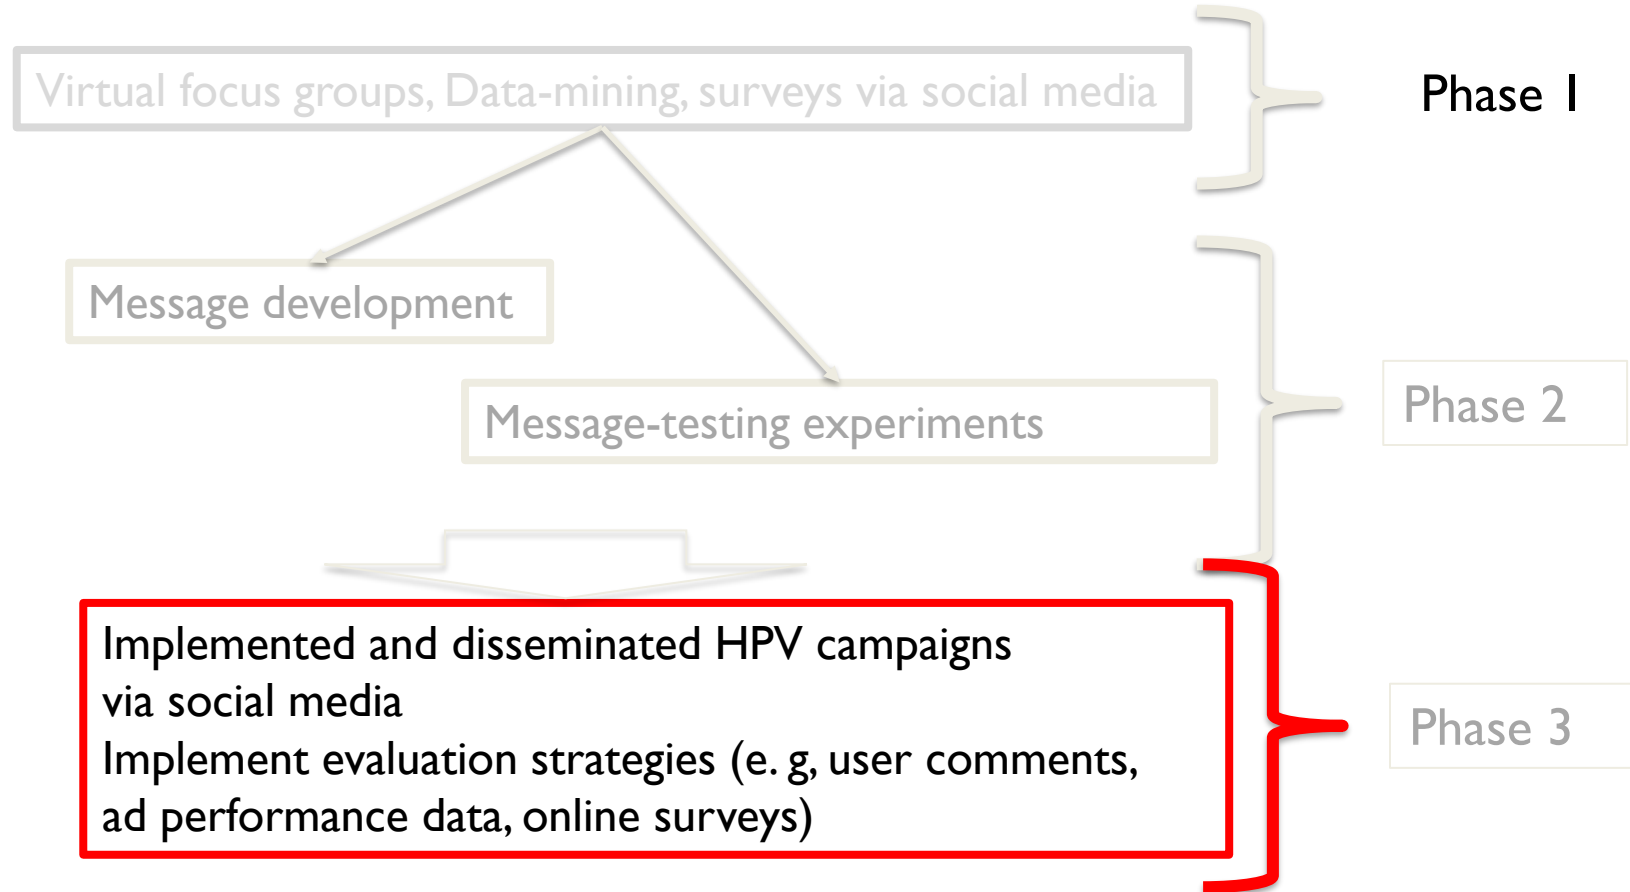 Virtual focus groups, Data-mining, surveys via social media
Phase 1
Message development
Message-testing experiments
Phase 2
Implemented and disseminated HPV campaigns
via social media
Implement evaluation strategies (e. g, user comments,
ad performance data, online surveys)
Phase 3